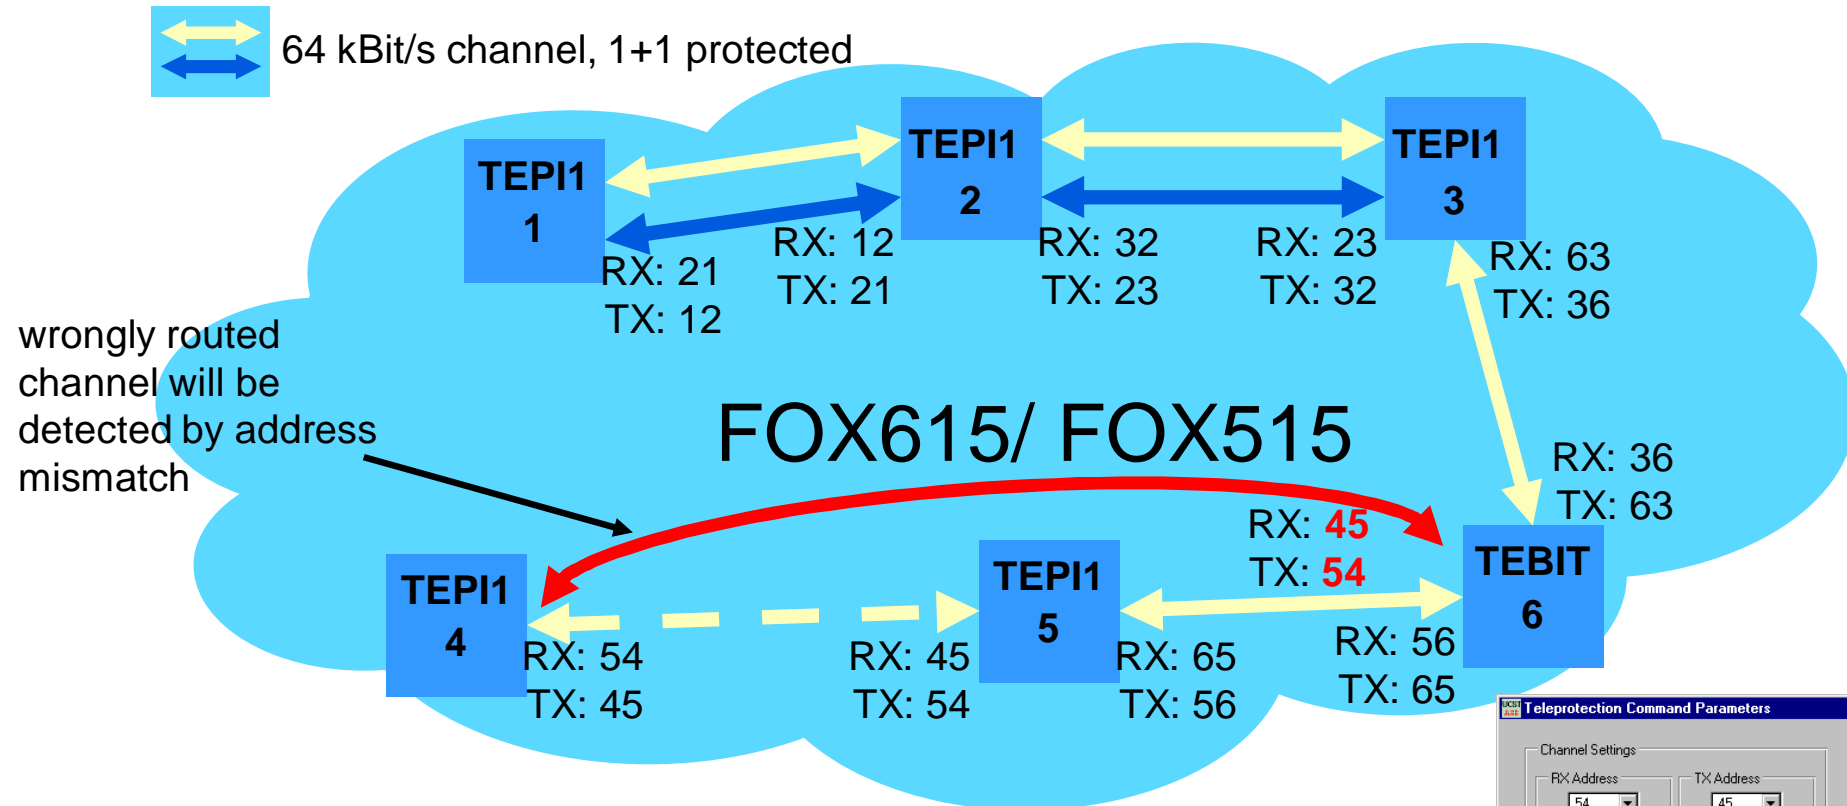 64 kBit/s channel, 1+1 protected
TEPI1
1
TEPI1
2
TEPI1
3
RX: 21
TX: 12
RX: 12
TX: 21
RX: 32
TX: 23
RX: 23
TX: 32
RX: 63
TX: 36
wrongly routed
channel will be
detected by address
mismatch
FOX615/ FOX515
RX: 36
TX: 63
RX: 45
TX: 54
TEPI1
4
TEPI1
5
TEBIT
6
RX: 54
TX: 45
RX: 45
TX: 54
RX: 65
TX: 56
RX: 56
TX: 65
UCST
ABB
Teleprotection Command Parameters
Channel Settings
RX Address
TX Address
54
45